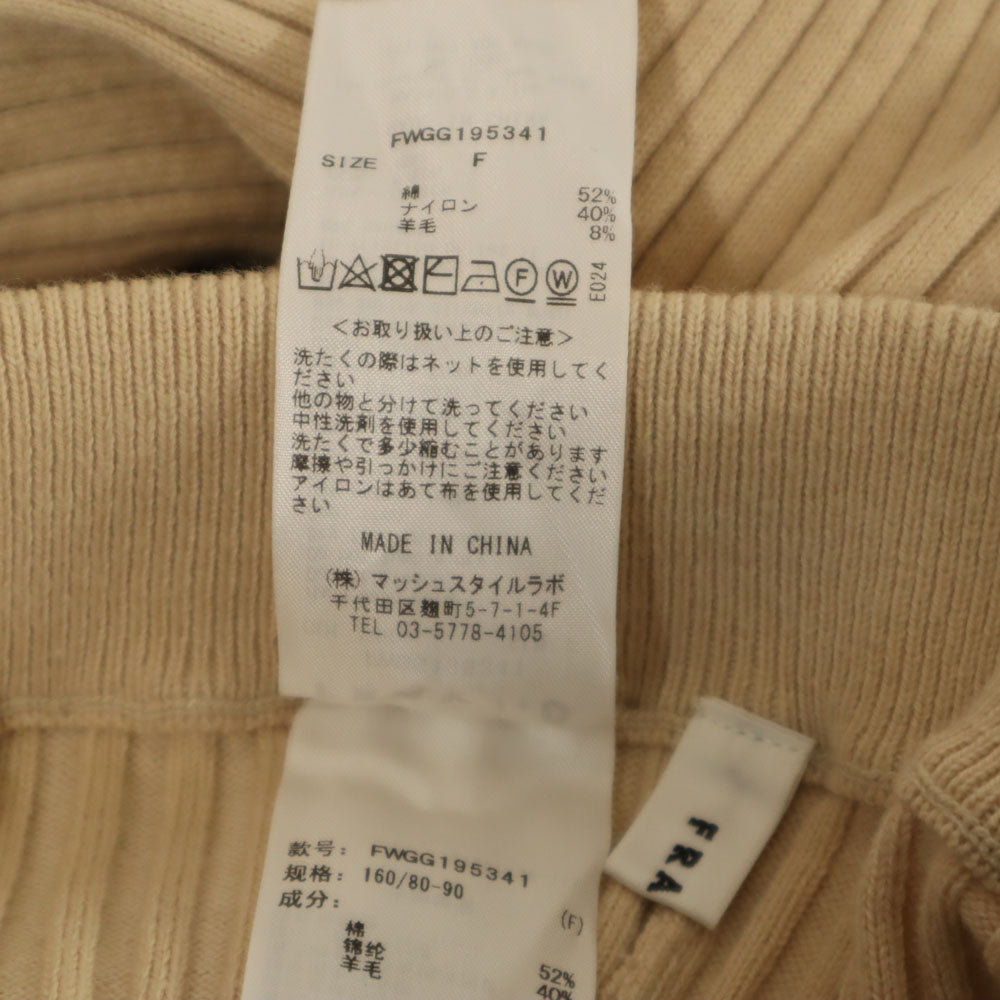 FWGG195341
SIZE F
綿 52%
ナイロン 40%
羊毛 8%
F W E024
＜お取り扱い上のご注意＞
洗たくの際はネットを使用してく
ださい
他の物と分けて洗ってください
中性洗剤を使用してください
洗たくで多少縮むことがあります
摩擦や引っかけにご注意ください
アイロンはあて布を使用してくだ
さい
MADE IN CHINA
(株) マッシュスタイルラボ
千代田区麹町5-7-1-4F
TEL 03-5778-4105
款号: FWGG195341
规格: 160/80-90
成分:
(F)
棉 52%
锦纶 40%
羊毛
FRA